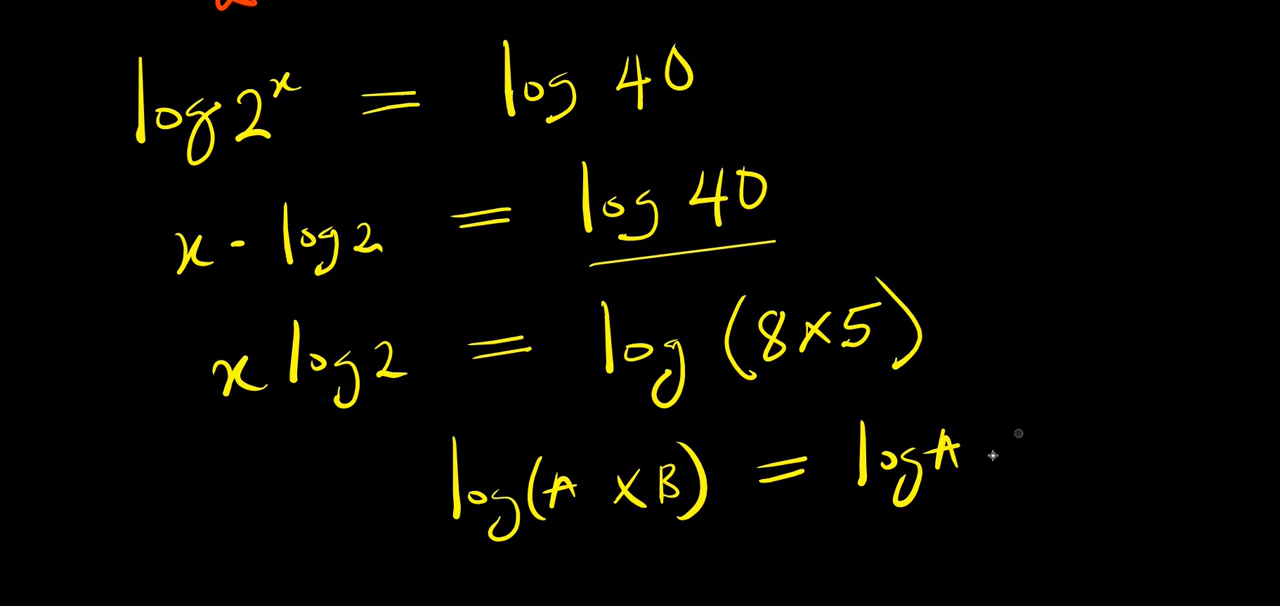 log 2^x = log 40
x · log 2 = log 40
x log 2 = log (8×5)
log(A × B) = log A